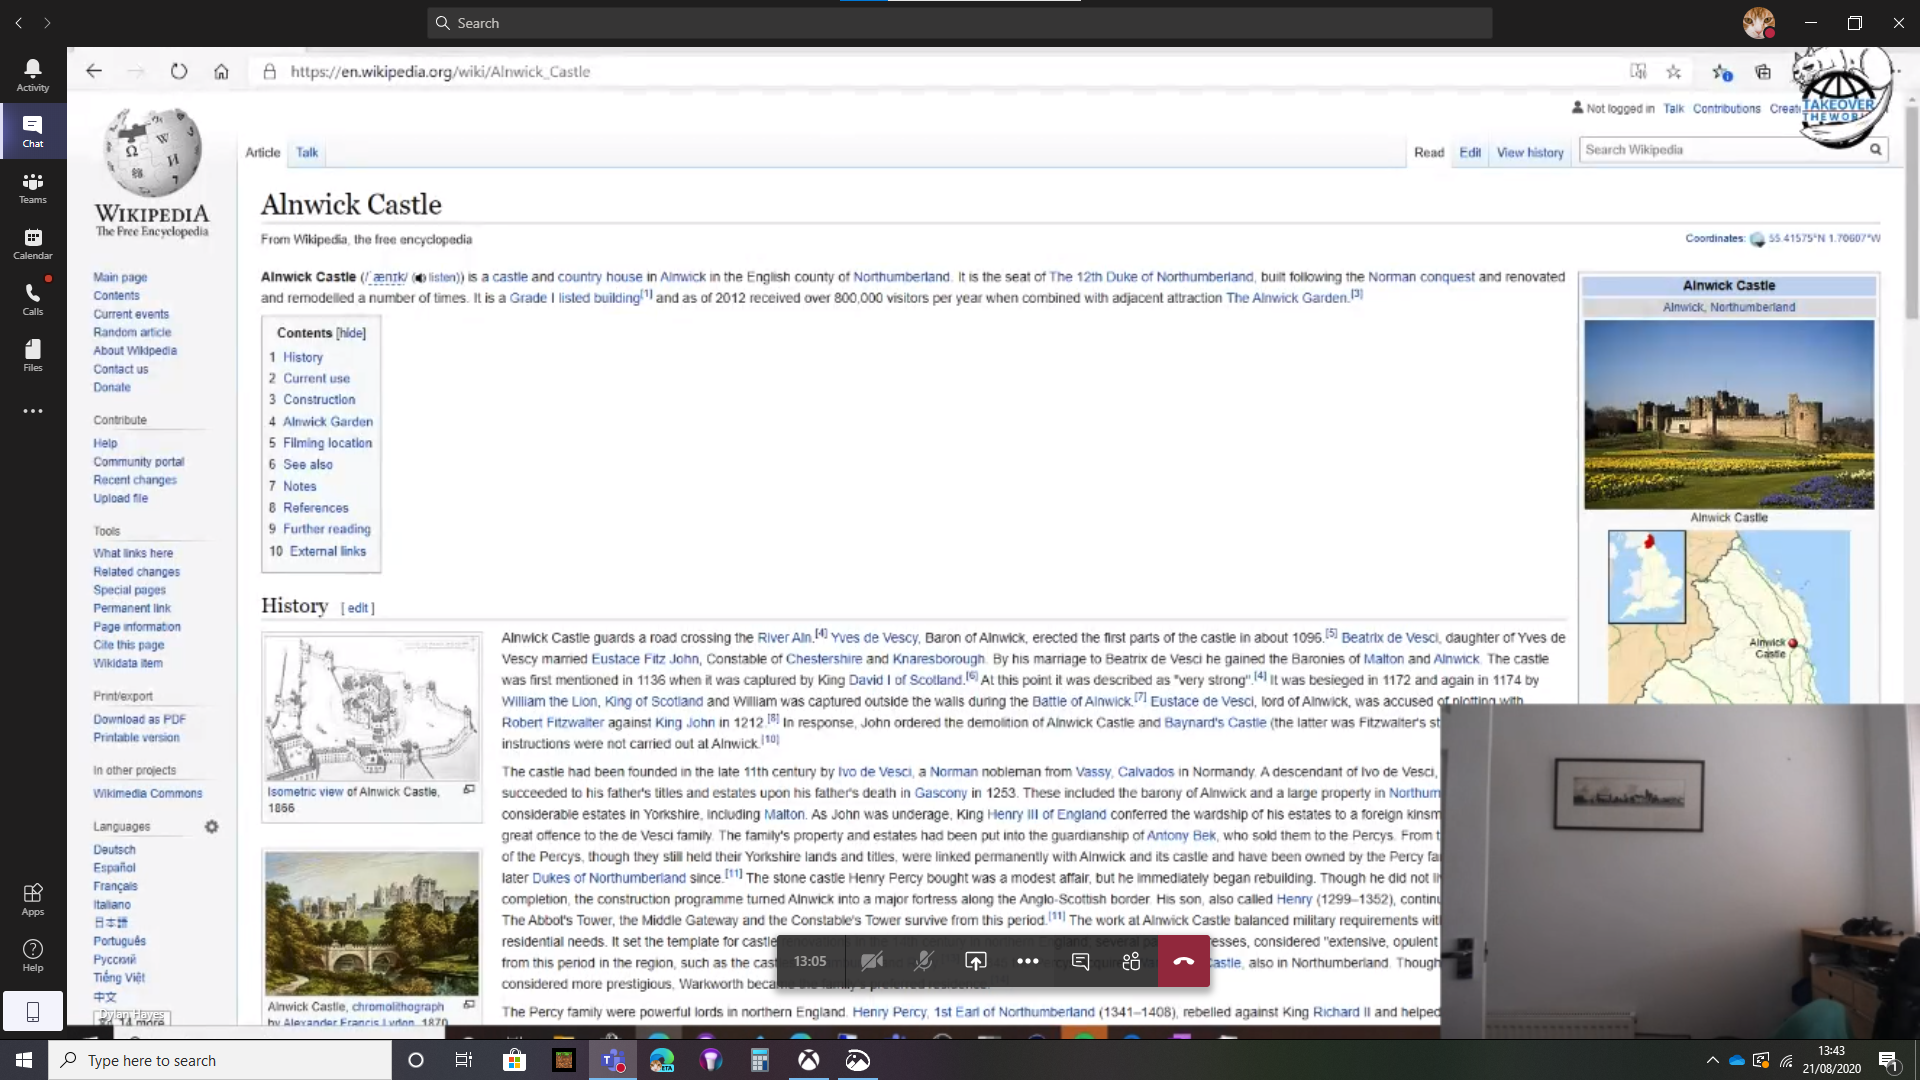 Search
Activity
Chat
Teams
Calendar
Calls
Files
Apps
Help
https://en.wikipedia.org/wiki/Alnwick_Castle
TAKEOVER
THEWORLD
Not logged in Talk Contributions Create
WIKIPEDIA
The Free Encyclopedia
Main page
Contents
Current events
Random article
About Wikipedia
Contact us
Donate
Contribute
Help
Community portal
Recent changes
Upload file
Tools
What links here
Related changes
Special pages
Permanent link
Page information
Cite this page
Wikidata item
Print/export
Download as PDF
Printable version
In other projects
Wikimedia Commons
Languages
Deutsch
Español
Français
Italiano
日本語
Português
Русский
Tiếng Việt
中文
14 more
Dylan Hayes
Article Talk
Read Edit View history Search Wikipedia
Alnwick Castle
From Wikipedia, the free encyclopedia
Coordinates: 55.41575°N 1.70607°W
Alnwick Castle (/ˈænɪk/ (listen)) is a castle and country house in Alnwick in the English county of Northumberland. It is the seat of The 12th Duke of Northumberland, built following the Norman conquest and renovated
and remodelled a number of times. It is a Grade I listed building[1] and as of 2012 received over 800,000 visitors per year when combined with adjacent attraction The Alnwick Garden.[3]
Contents [hide]
1 History
2 Current use
3 Construction
4 Alnwick Garden
5 Filming location
6 See also
7 Notes
8 References
9 Further reading
10 External links
Alnwick Castle
Alnwick, Northumberland
Alnwick Castle
Alnwick
Castle
History [ edit ]
Isometric view of Alnwick Castle,
1866
Alnwick Castle, chromolithograph
by Alexander Francis Lydon, 1870
Alnwick Castle guards a road crossing the River Aln.[4] Yves de Vescy, Baron of Alnwick, erected the first parts of the castle in about 1096.[5] Beatrix de Vesci, daughter of Yves de
Vescy married Eustace Fitz John, Constable of Chestershire and Knaresborough. By his marriage to Beatrix de Vesci he gained the Baronies of Malton and Alnwick. The castle
was first mentioned in 1136 when it was captured by King David I of Scotland.[6] At this point it was described as "very strong".[4] It was besieged in 1172 and again in 1174 by
William the Lion, King of Scotland and William was captured outside the walls during the Battle of Alnwick.[7] Eustace de Vesci, lord of Alnwick, was accused of plotting with
Robert Fitzwalter against King John in 1212.[8] In response, John ordered the demolition of Alnwick Castle and Baynard's Castle (the latter was Fitzwalter's st
instructions were not carried out at Alnwick.[10]
The castle had been founded in the late 11th century by Ivo de Vesci, a Norman nobleman from Vassy, Calvados in Normandy. A descendant of Ivo de Vesci,
succeeded to his father's titles and estates upon his father's death in Gascony in 1253. These included the barony of Alnwick and a large property in Northum
considerable estates in Yorkshire, including Malton. As John was underage, King Henry III of England conferred the wardship of his estates to a foreign kinsm
great offence to the de Vesci family. The family's property and estates had been put into the guardianship of Antony Bek, who sold them to the Percys. From t
of the Percys, though they still held their Yorkshire lands and titles, were linked permanently with Alnwick and its castle and have been owned by the Percy fa
later Dukes of Northumberland since.[11] The stone castle Henry Percy bought was a modest affair, but he immediately began rebuilding. Though he did not li
completion, the construction programme turned Alnwick into a major fortress along the Anglo-Scottish border. His son, also called Henry (1299–1352), continu
The Abbot's Tower, the Middle Gateway and the Constable's Tower survive from this period.[11] The work at Alnwick Castle balanced military requirements wit
residential needs. It set the template for castle renovations in the 14th century in northern England, several pa resses, considered "extensive, opulent
from this period in the region, such as the cast astle, also in Northumberland. Though
considered more prestigious, Warkworth became the family's preferred residence.
The Percy family were powerful lords in northern England. Henry Percy, 1st Earl of Northumberland (1341–1408), rebelled against King Richard II and helped
13:05
Type here to search
13:43
21/08/2020
1